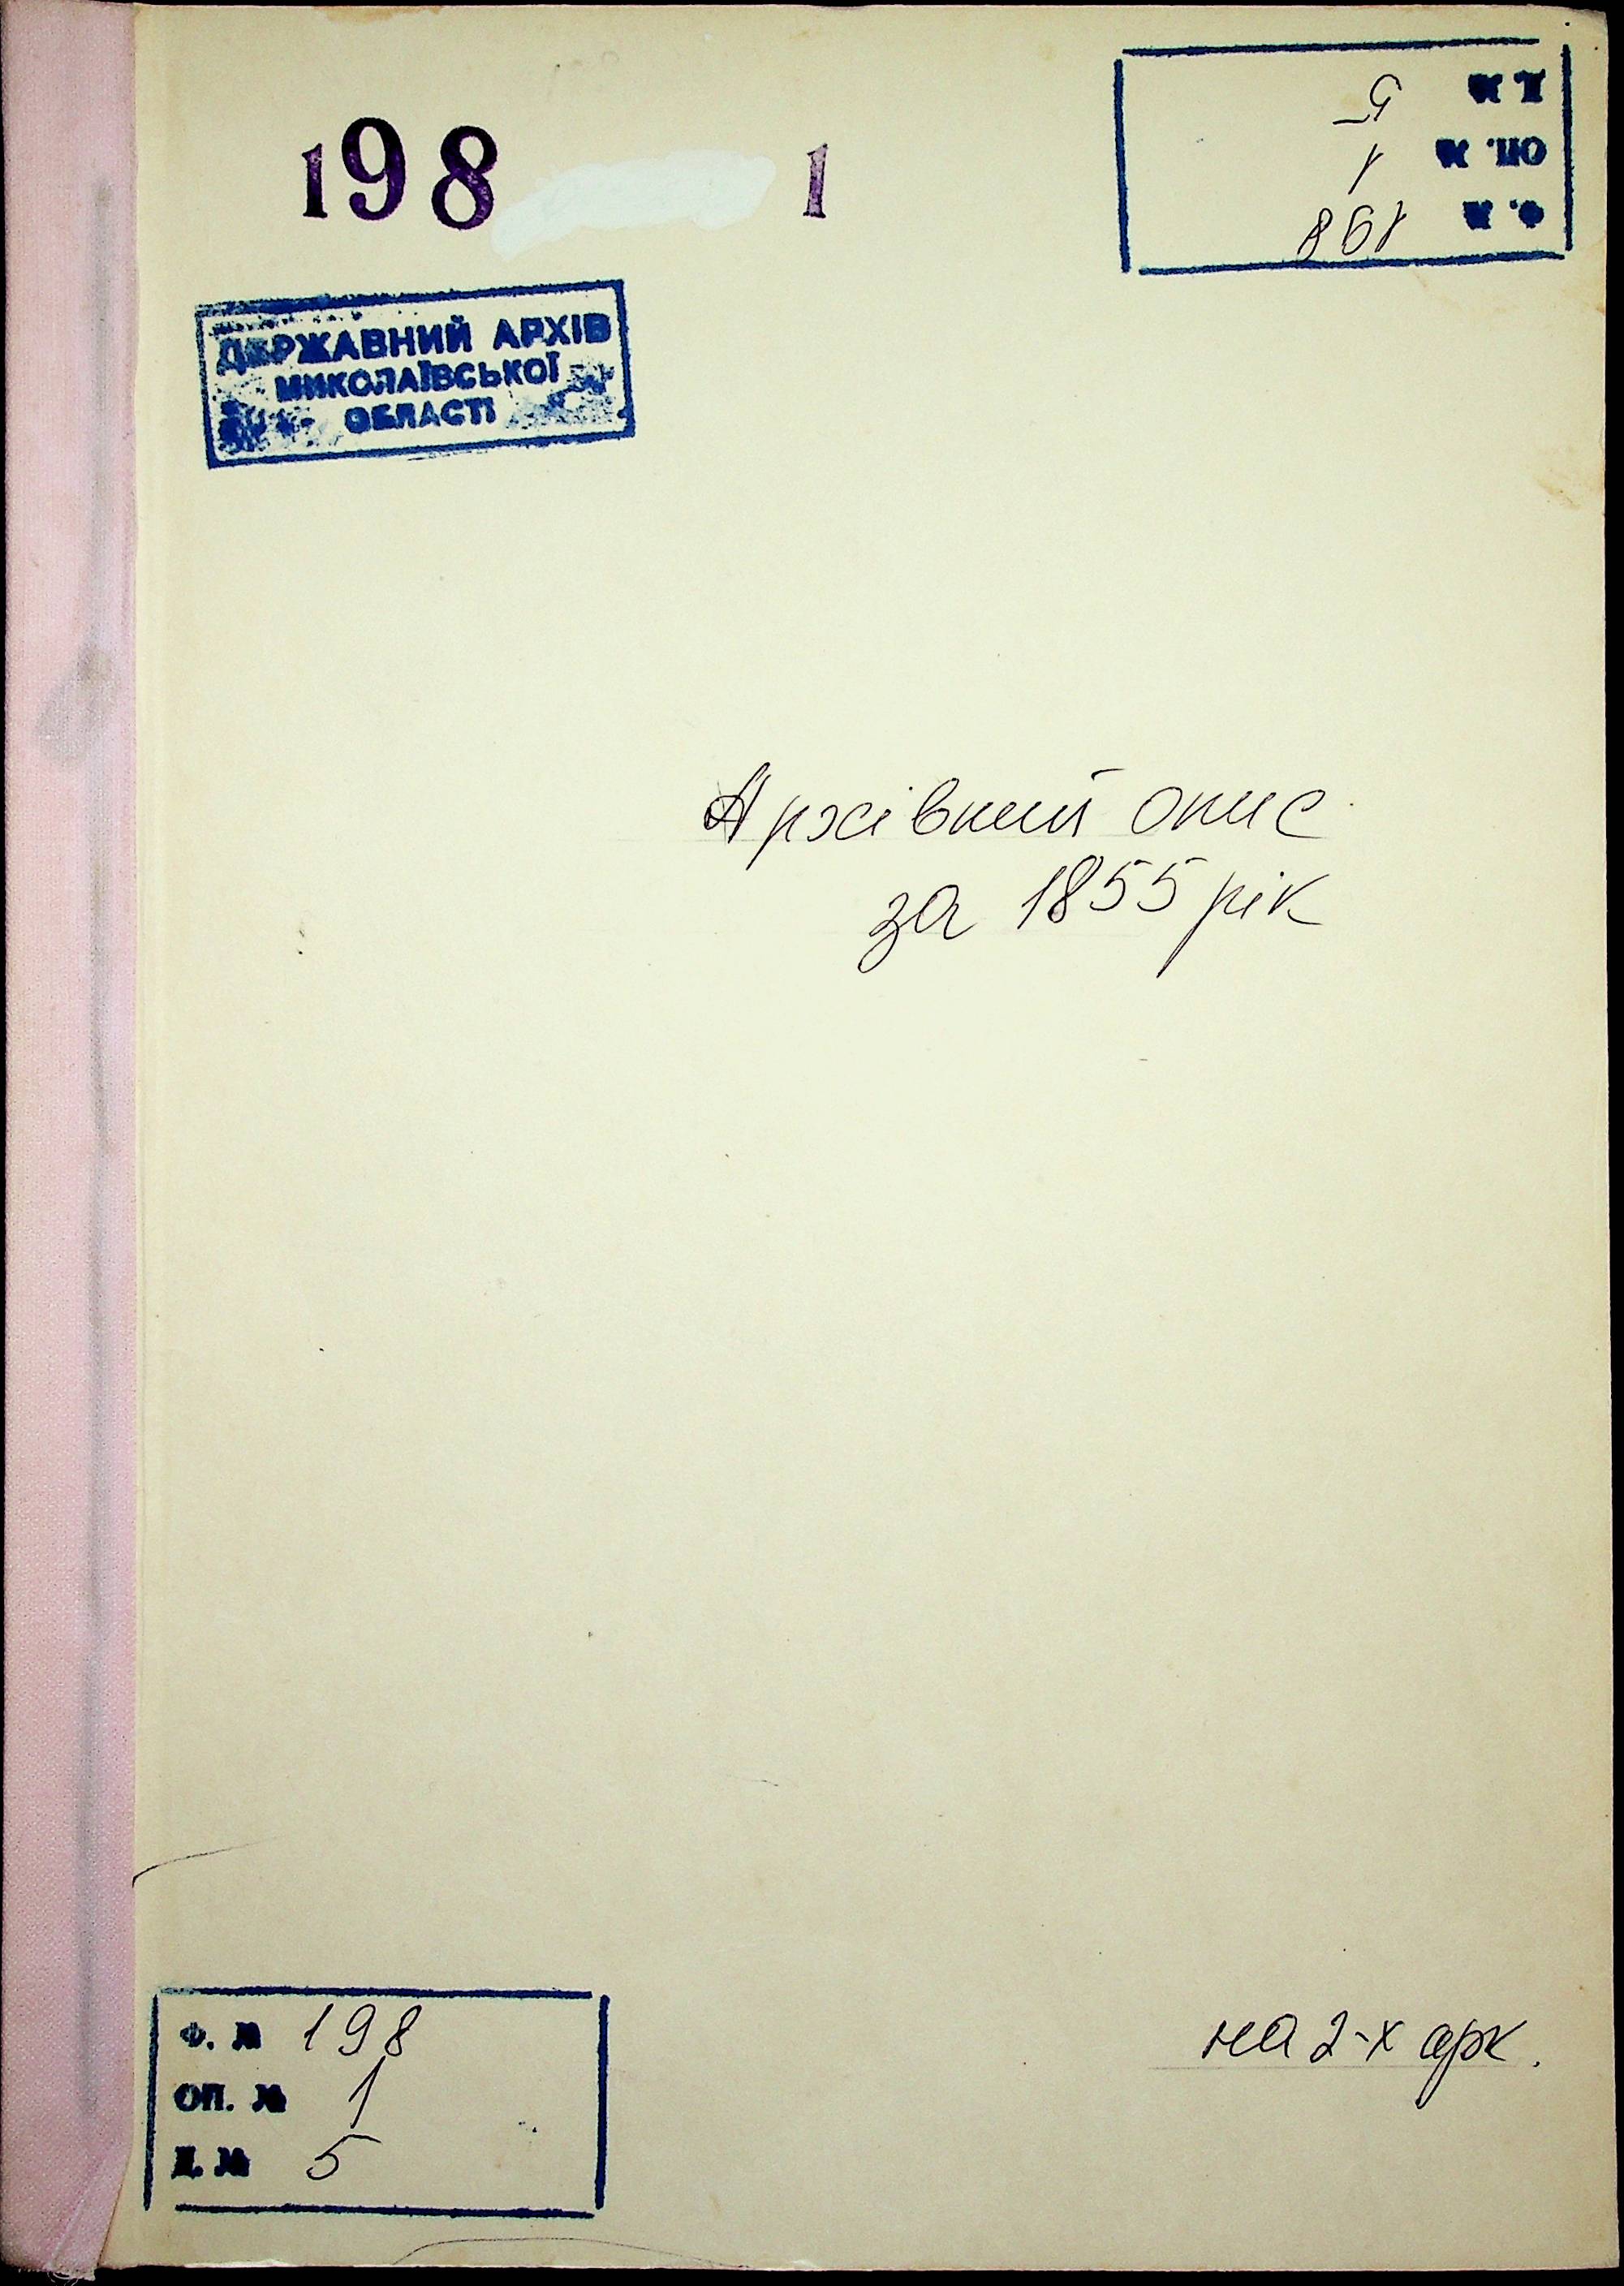 198 1
Д. № 5
ОП. № 1
Ф. № 198
ДЕРЖАВНИЙ АРХІВ
МИКОЛАЇВСЬКОЇ
ОБЛАСТІ
Архівний опис
за 1855 рік
на 2-х арк.
Ф. № 198
ОП. № 1
Д. № 5